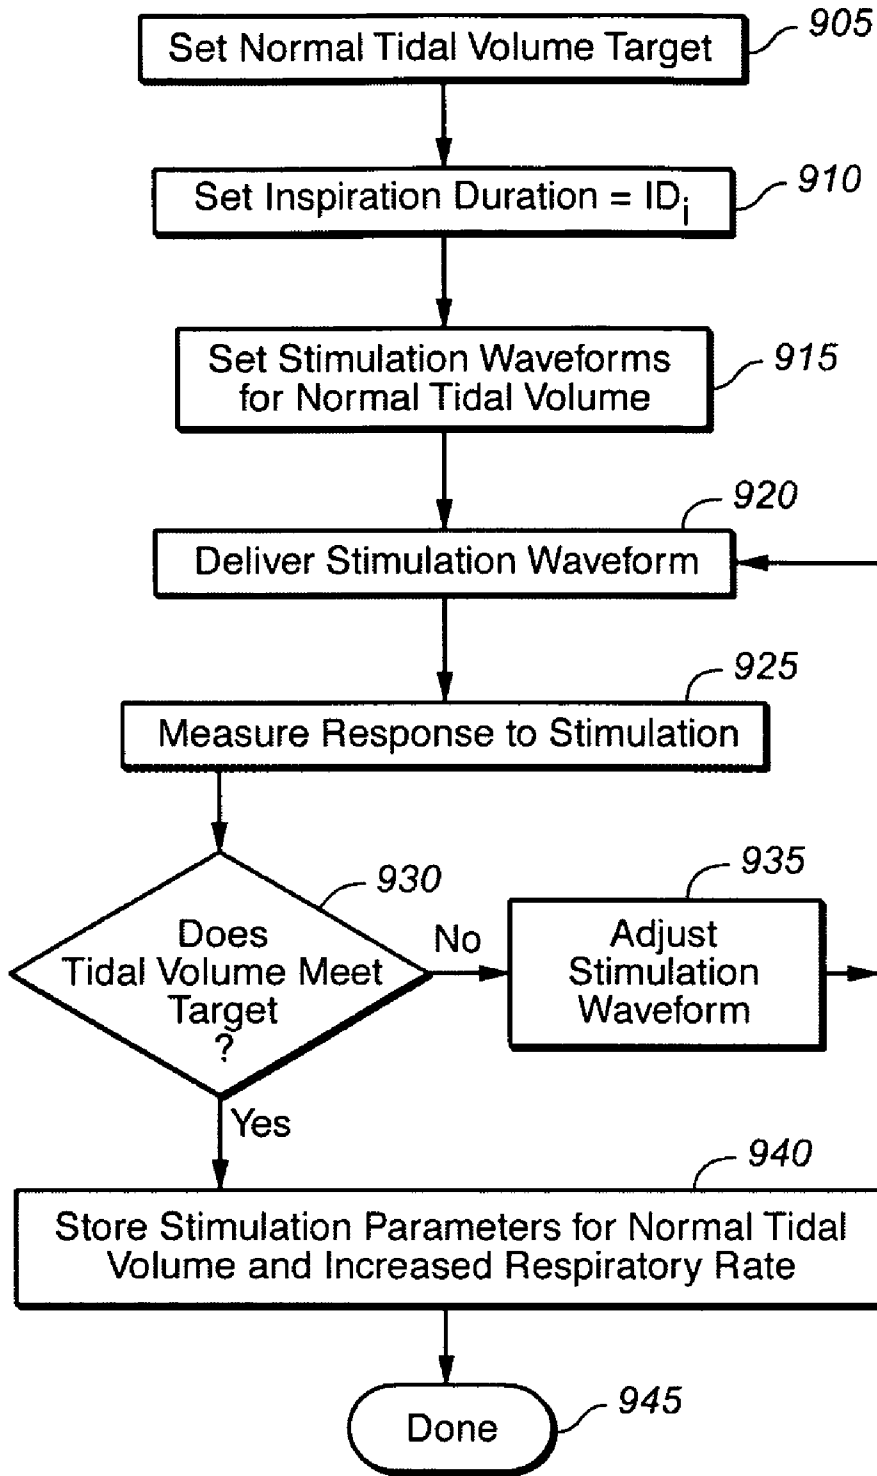 905
Set Normal Tidal Volume Target
910
Set Inspiration Duration = IDi
915
Set Stimulation Waveforms
for Normal Tidal Volume
920
Deliver Stimulation Waveform
925
Measure Response to Stimulation
930
Does
Tidal Volume Meet
Target
?
No
935
Adjust
Stimulation
Waveform
Yes
940
Store Stimulation Parameters for Normal Tidal
Volume and Increased Respiratory Rate
Done
945